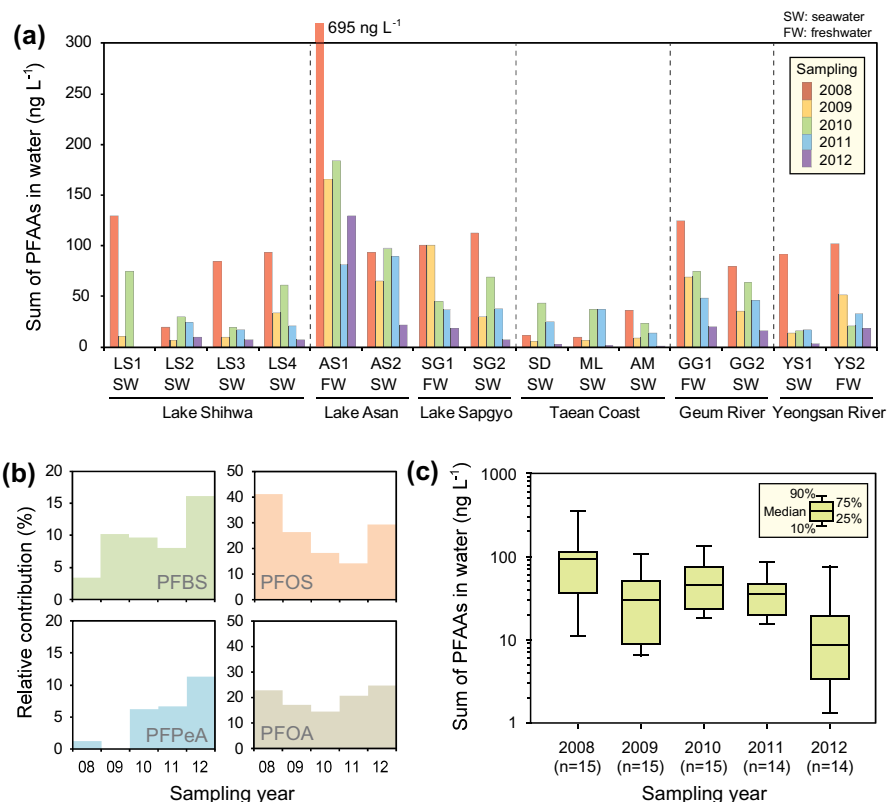 (a)
695 ng L⁻¹
SW: seawater
FW: freshwater
Sum of PFAAs in water (ng L⁻¹)
300
250
200
150
100
50
0
Sampling
2008
2009
2010
2011
2012
LS1 LS2 LS3 LS4 AS1 AS2 SG1 SG2 SD ML AM GG1 GG2 YS1 YS2
SW SW SW SW FW SW FW SW SW SW SW FW SW SW FW
Lake Shihwa Lake Asan Lake Sapgyo Taean Coast Geum River Yeongsan River
(b)
Relative contribution (%)
20
15
10
5
0
PFBS
50
40
30
20
10
0
PFOS
20
15
10
5
0
PFPeA
50
40
30
20
10
0
PFOA
08 09 10 11 12 08 09 10 11 12
Sampling year
(c)
Sum of PFAAs in water (ng L⁻¹)
1000
100
10
1
90%
75%
Median
25%
10%
2008 2009 2010 2011 2012
(n=15) (n=15) (n=15) (n=14) (n=14)
Sampling year